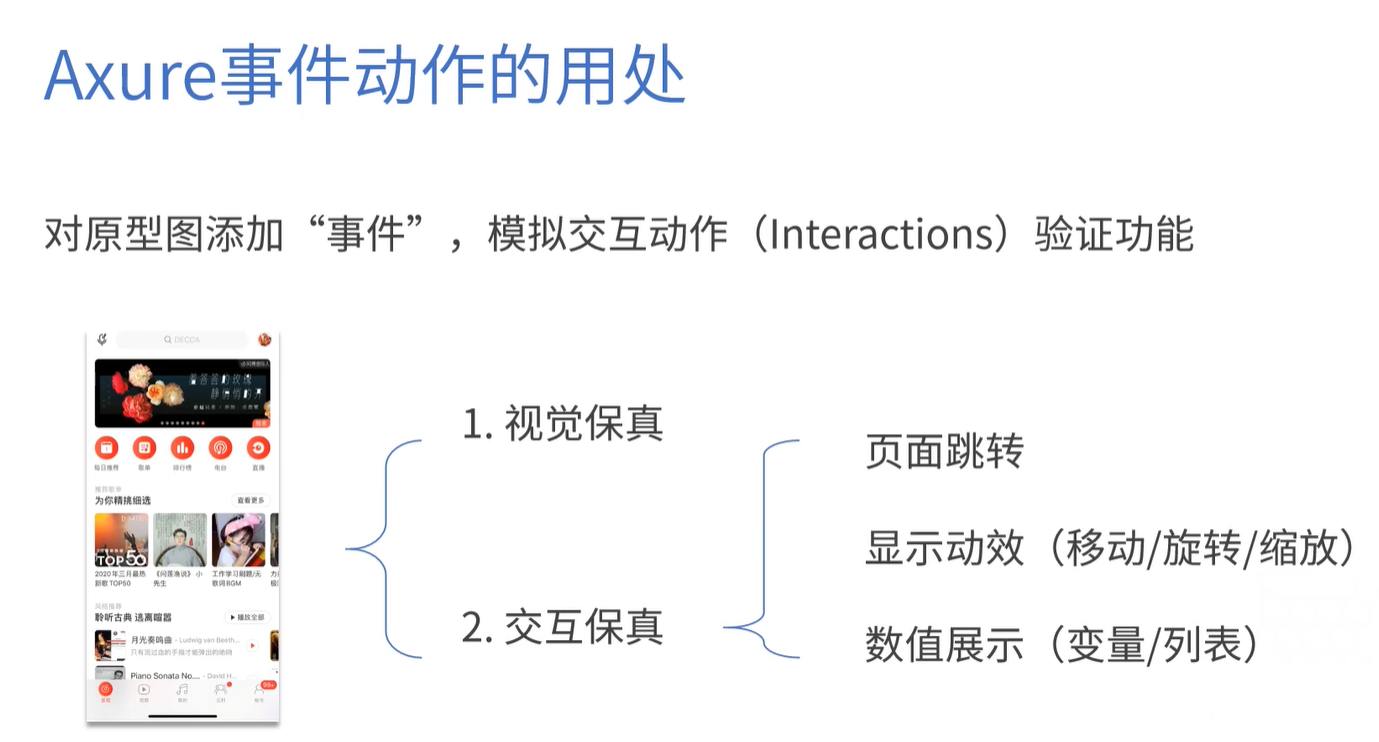 Axure事件动作的用处
对原型图添加“事件”，模拟交互动作（Interactions）验证功能
DECCA
每日推荐
歌单
排行榜
电台
直播
推荐歌单
为你精挑细选
查看更多
TOP50
2020年三月最热
新歌TOP50
《问莲渔说》小
先生
工作学习刷题/无
歌词BGM
风格推荐
聆听古典 逃离喧嚣
播放全部
月光奏鸣曲 - Ludwig van Beeth...
只有流过血的手指才能弹出的绝响
Piano Sonata No.... - David H...
99+
1. 视觉保真
2. 交互保真
页面跳转
显示动效（移动/旋转/缩放）
数值展示（变量/列表）